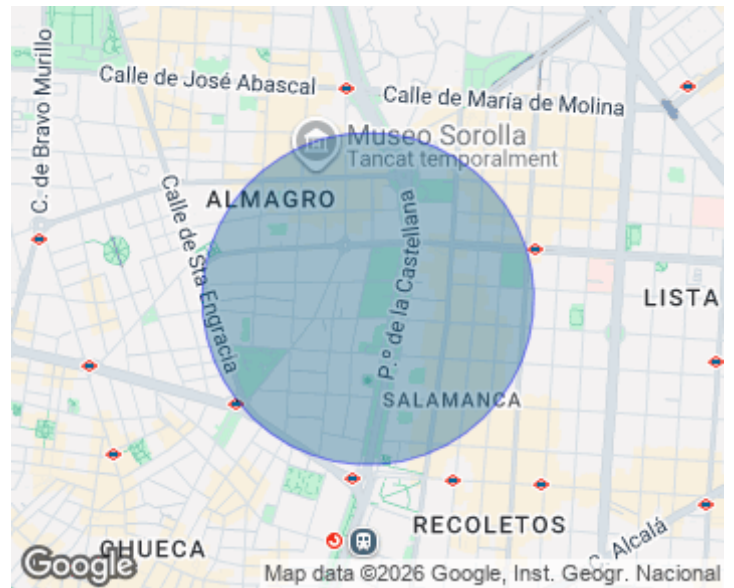 Calle de José Abascal
Calle de María de Molina
C. de Bravo Murillo
Museo Sorolla
Tancat temporalment
ALMAGRO
Calle de Sta Engracia
P.º de la Castellana
LISTA
SALAMANCA
RECOLETOS
CHUECA
C. Alcalá
Google
Map data ©2026 Google, Inst. Geogr. Nacional